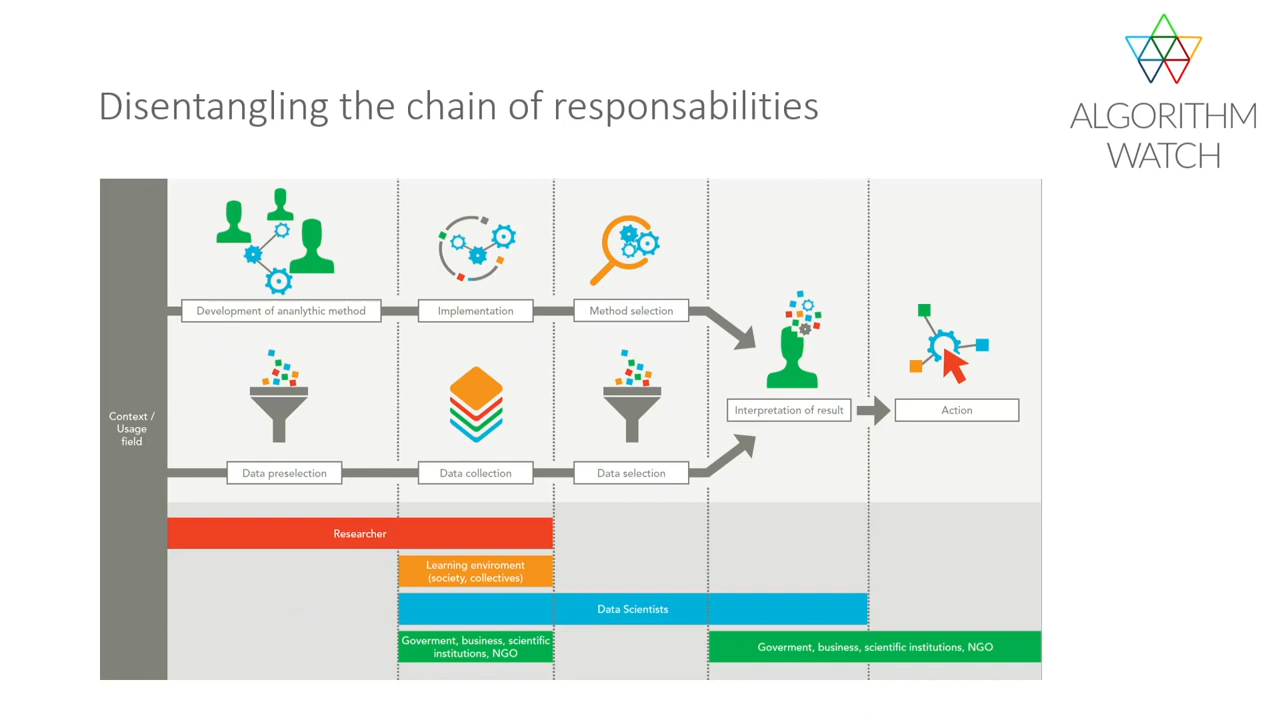 Disentangling the chain of responsabilities
ALGORITHM
WATCH
Context /
Usage
field
Development of ananlythic method
Implementation
Method selection
Interpretation of result
Action
Data preselection
Data collection
Data selection
Researcher
Learning enviroment
(society, collectives)
Data Scientists
Goverment, business, scientific
institutions, NGO
Goverment, business, scientific institutions, NGO